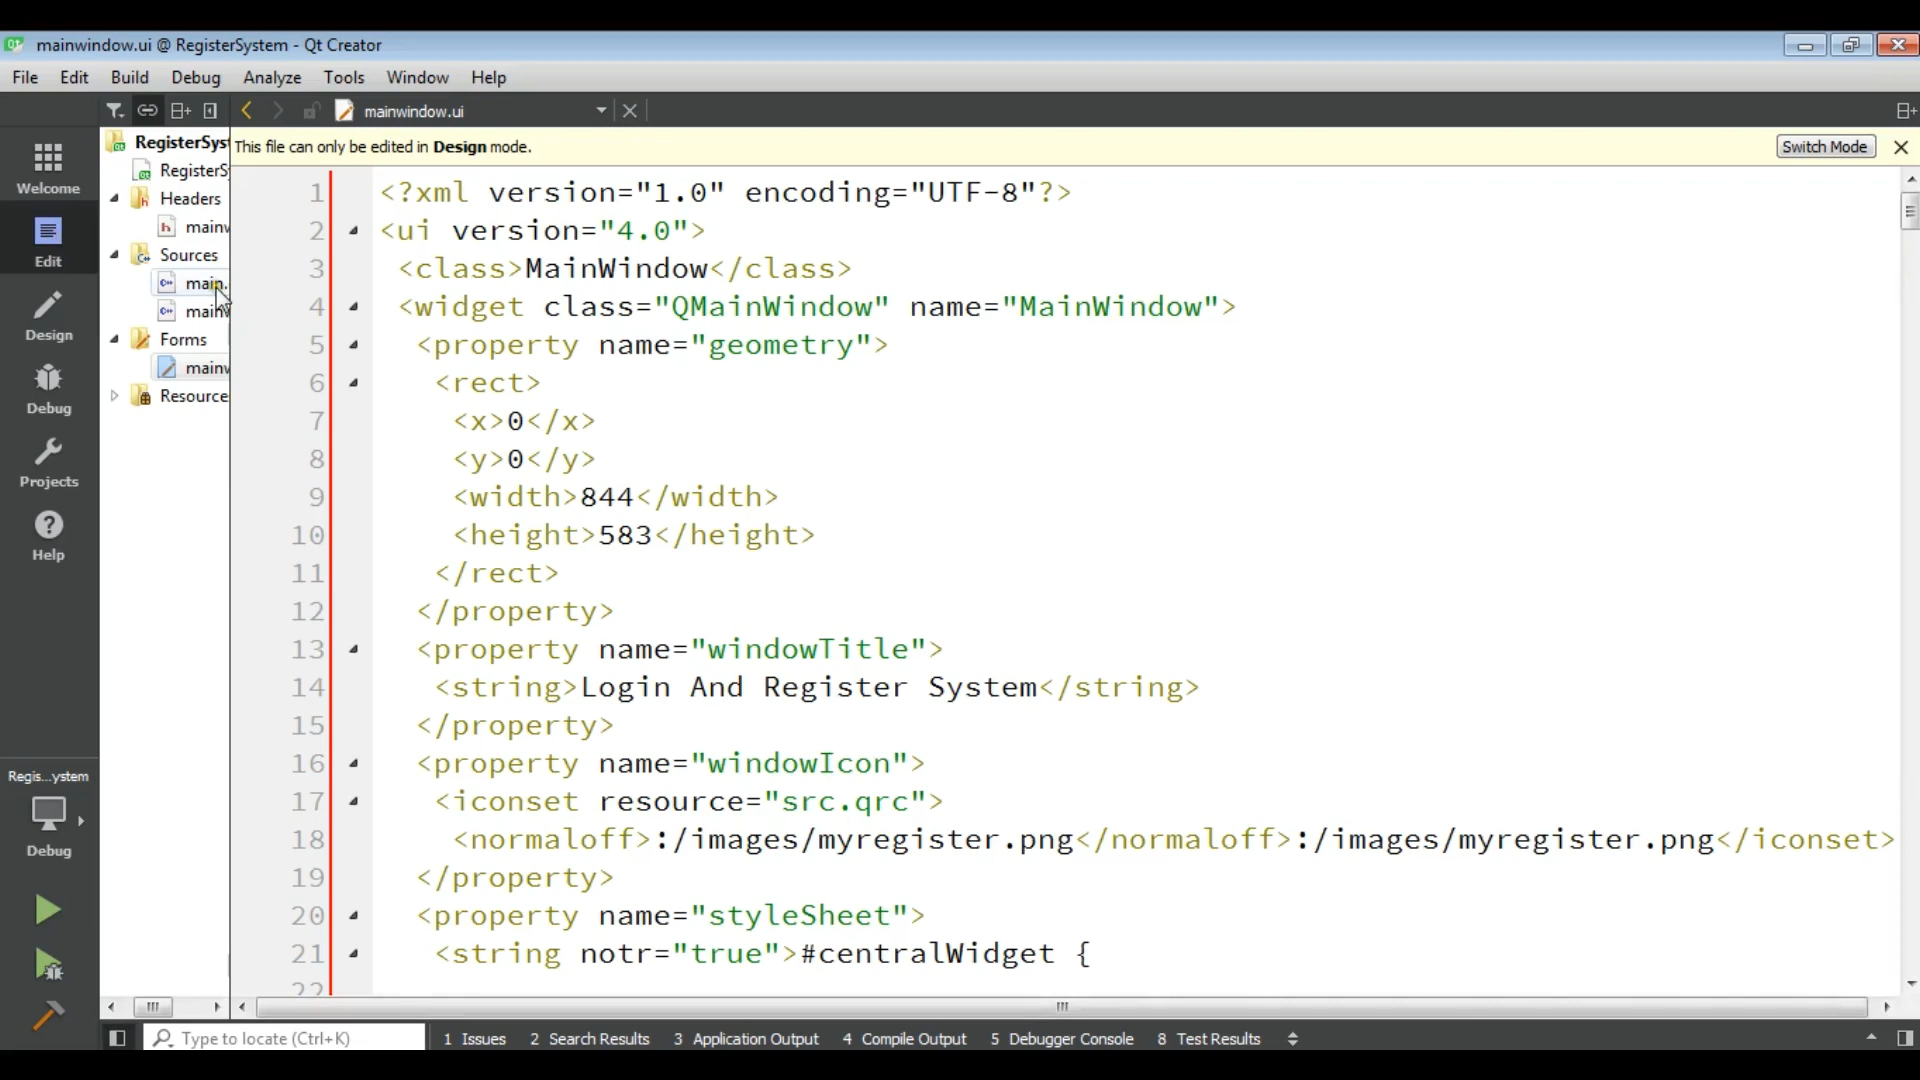 mainwindow.ui @ RegisterSystem - Qt Creator
File Edit Build Debug Analyze Tools Window Help
mainwindow.ui
This file can only be edited in Design mode.
Switch Mode
Welcome
Edit
Design
Debug
Projects
Help
Regis...ystem
Debug
RegisterSyst
RegisterS
Headers
mainw
Sources
main.
mainw
Forms
mainw
Resource
1 <?xml version="1.0" encoding="UTF-8"?>
2 <ui version="4.0">
3 <class>MainWindow</class>
4 <widget class="QMainWindow" name="MainWindow">
5 <property name="geometry">
6 <rect>
7 <x>0</x>
8 <y>0</y>
9 <width>844</width>
10 <height>583</height>
11 </rect>
12 </property>
13 <property name="windowTitle">
14 <string>Login And Register System</string>
15 </property>
16 <property name="windowIcon">
17 <iconset resource="src.qrc">
18 <normaloff>:/images/myregister.png</normaloff>:/images/myregister.png</iconset>
19 </property>
20 <property name="styleSheet">
21 <string notr="true">#centralWidget {
22
Type to locate (Ctrl+K)
1 Issues 2 Search Results 3 Application Output 4 Compile Output 5 Debugger Console 8 Test Results